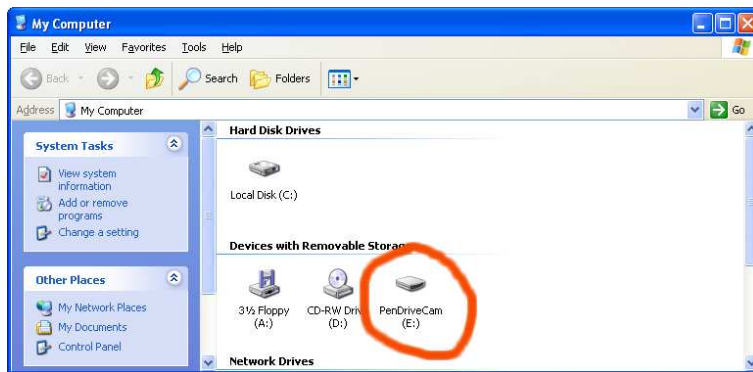 My Computer
File Edit View Favorites Tools Help
Back Search Folders
Address My Computer Go
System Tasks
View system
information
Add or remove
programs
Change a setting
Other Places
My Network Places
My Documents
Control Panel
Hard Disk Drives
Local Disk (C:)
Devices with Removable Storag
3½ Floppy
(A:)
CD-RW Driv
(D:)
PenDriveCam
(E:)
Network Drives